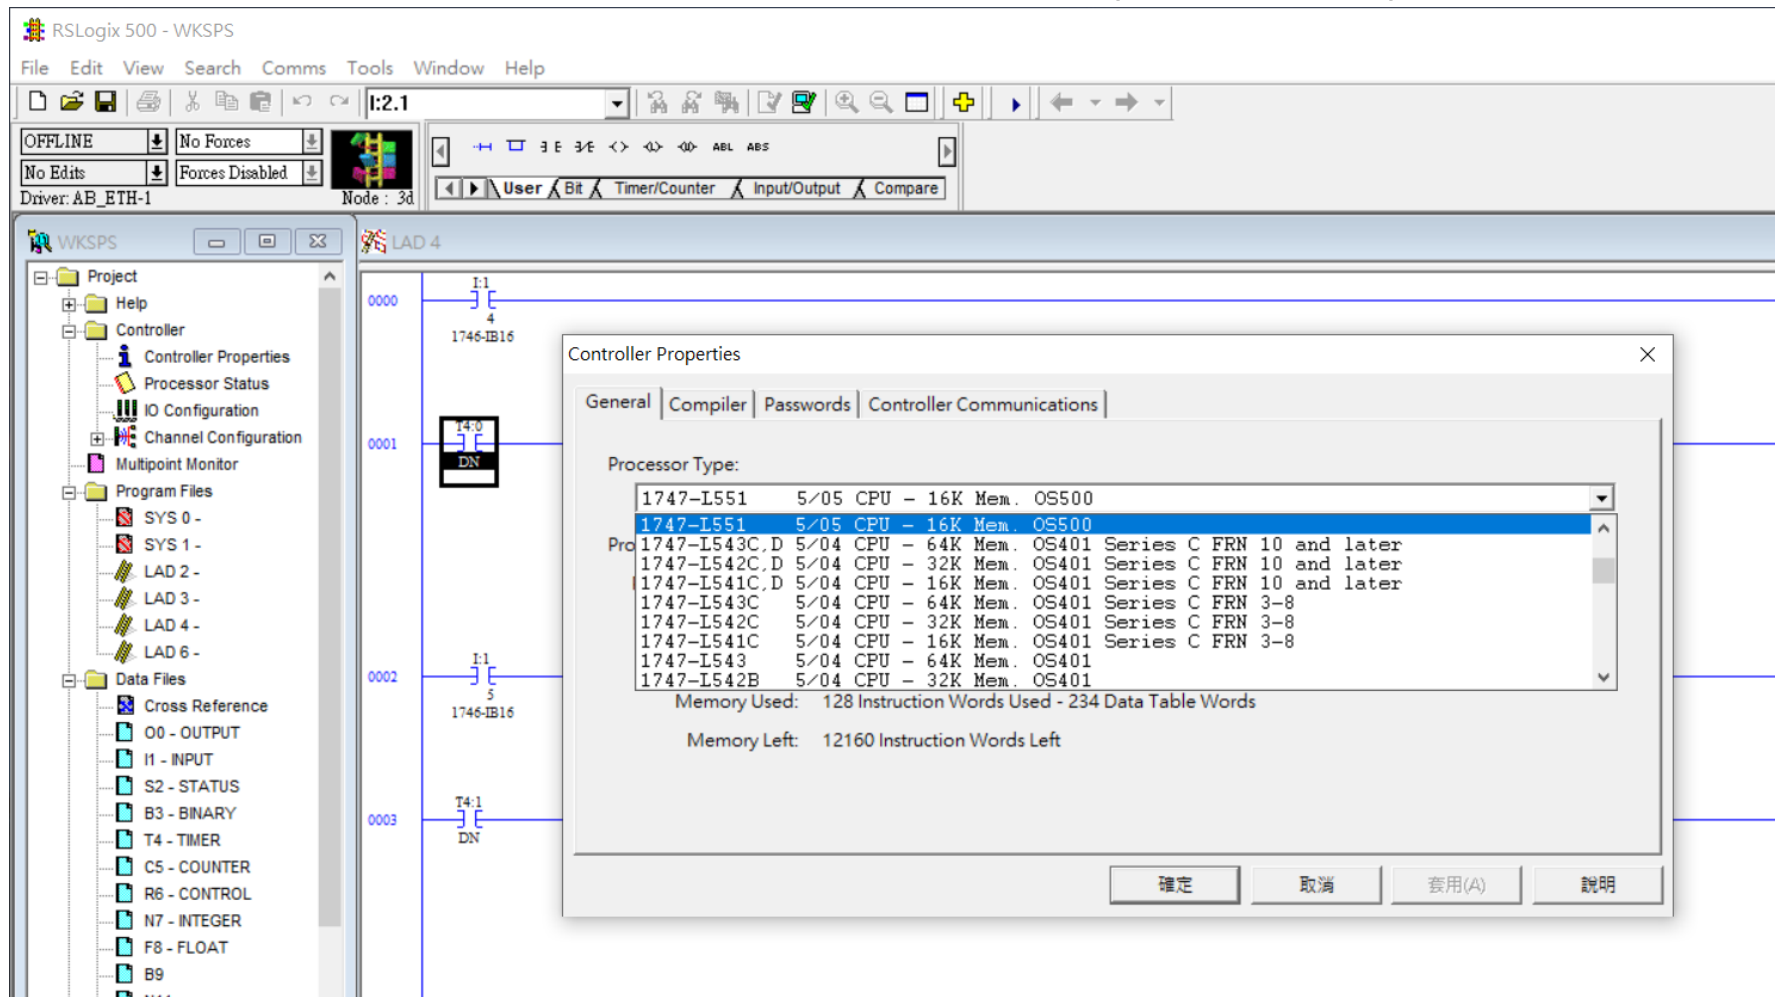 RSLogix 500 - WKSPS
File Edit View Search Comms Tools Window Help
I:2.1
OFFLINE No Forces
No Edits Forces Disabled
Driver: AB_ETH-1 Node : 3d
ABL ABS
User Bit Timer/Counter Input/Output Compare
WKSPS
LAD 4
Project
Help
Controller
Controller Properties
Processor Status
IO Configuration
Channel Configuration
Multipoint Monitor
Program Files
SYS 0 -
SYS 1 -
LAD 2 -
LAD 3 -
LAD 4 -
LAD 6 -
Data Files
Cross Reference
O0 - OUTPUT
I1 - INPUT
S2 - STATUS
B3 - BINARY
T4 - TIMER
C5 - COUNTER
R6 - CONTROL
N7 - INTEGER
F8 - FLOAT
B9
0000
I:1
4
1746-IB16
0001
T4:0
DN
0002
I:1
5
1746-IB16
0003
T4:1
DN
Controller Properties
General Compiler Passwords Controller Communications
Processor Type:
1747-L551 5/05 CPU - 16K Mem. OS500
1747-L551 5/05 CPU - 16K Mem. OS500
Pro 1747-L543C,D 5/04 CPU - 64K Mem. OS401 Series C FRN 10 and later
1747-L542C,D 5/04 CPU - 32K Mem. OS401 Series C FRN 10 and later
1747-L541C,D 5/04 CPU - 16K Mem. OS401 Series C FRN 10 and later
1747-L543C 5/04 CPU - 64K Mem. OS401 Series C FRN 3-8
1747-L542C 5/04 CPU - 32K Mem. OS401 Series C FRN 3-8
1747-L541C 5/04 CPU - 16K Mem. OS401 Series C FRN 3-8
1747-L543 5/04 CPU - 64K Mem. OS401
1747-L542B 5/04 CPU - 32K Mem. OS401
Memory Used: 128 Instruction Words Used - 234 Data Table Words
Memory Left: 12160 Instruction Words Left
確定 取消 套用(A) 說明